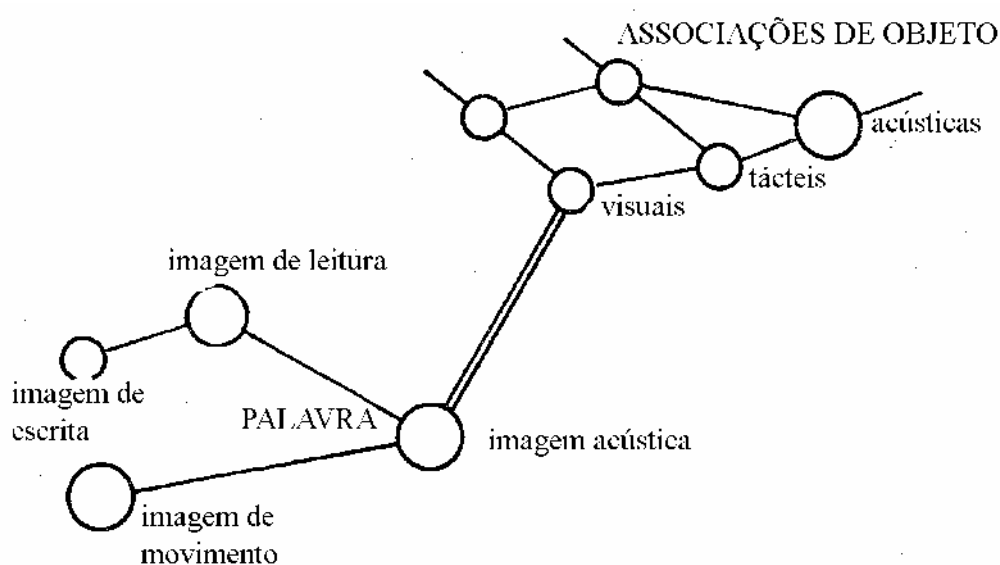 ASSOCIAÇÕES DE OBJETO
acústicas
tácteis
visuais
imagem de leitura
imagem de
escrita
PALAVRA
imagem acústica
imagem de
movimento